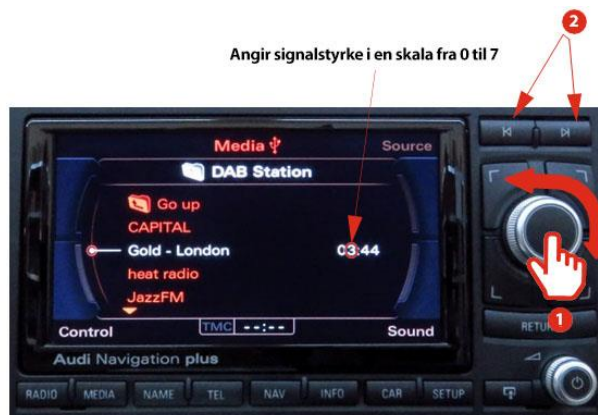 2
Angir signalstyrke i en skala fra 0 til 7
Media Source
DAB Station
Go up
CAPITAL
Gold - London 03:44
heat radio
JazzFM
Control TMC --:-- Sound
1
Audi Navigation plus
RADIO MEDIA NAME TEL NAV INFO CAR SETUP